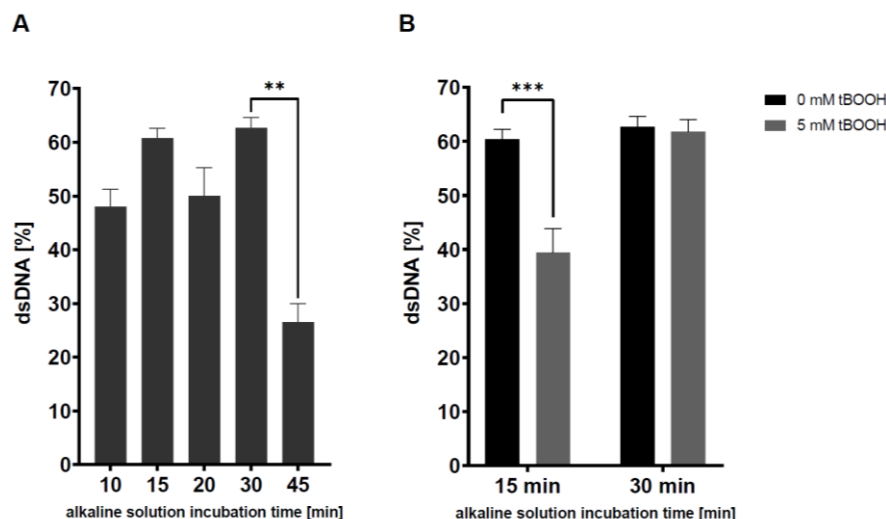 A
B
**
***
0 mM tBOOH
5 mM tBOOH
dsDNA [%]
70
60
50
40
30
20
10
0
10 15 20 30 45
alkaline solution incubation time [min]
dsDNA [%]
70
60
50
40
30
20
10
0
15 min 30 min
alkaline solution incubation time [min]